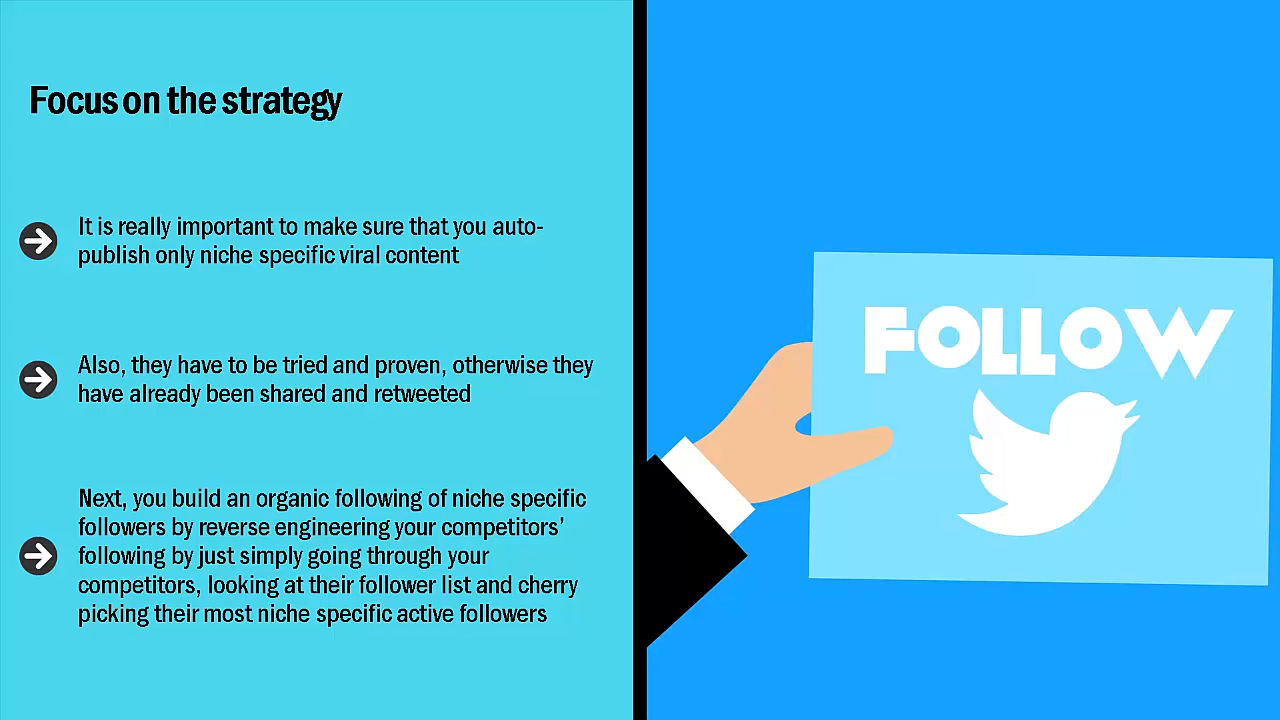 Focus on the strategy
It is really important to make sure that you auto-
publish only niche specific viral content
Also, they have to be tried and proven, otherwise they
have already been shared and retweeted
Next, you build an organic following of niche specific
followers by reverse engineering your competitors’
following by just simply going through your
competitors, looking at their follower list and cherry
picking their most niche specific active followers
FOLLOW